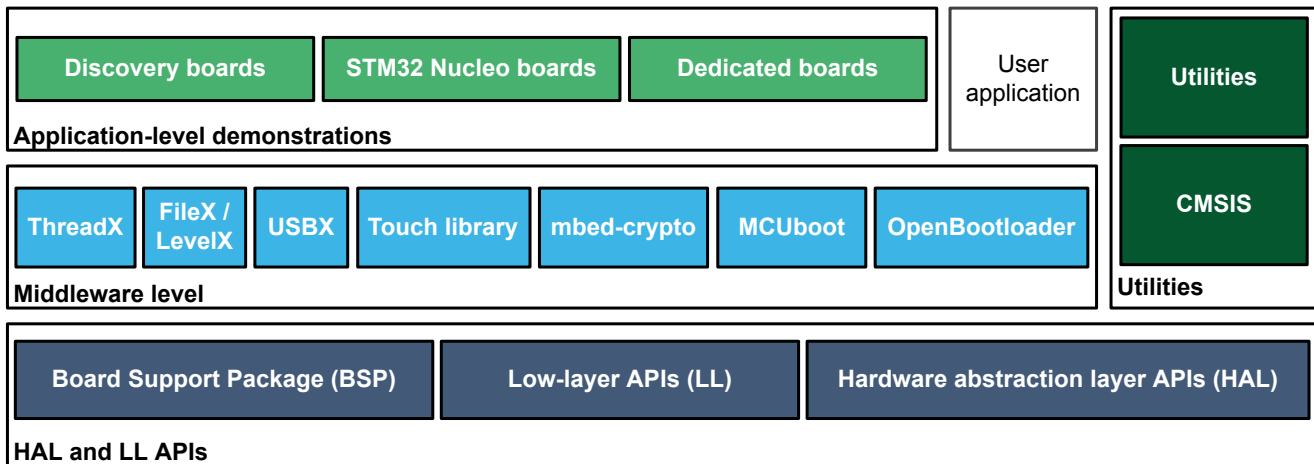 Discovery boards
STM32 Nucleo boards
Dedicated boards
Application-level demonstrations
User
application
Utilities
CMSIS
Utilities
ThreadX
FileX /
LevelX
USBX
Touch library
mbed-crypto
MCUboot
OpenBootloader
Middleware level
Board Support Package (BSP)
Low-layer APIs (LL)
Hardware abstraction layer APIs (HAL)
HAL and LL APIs